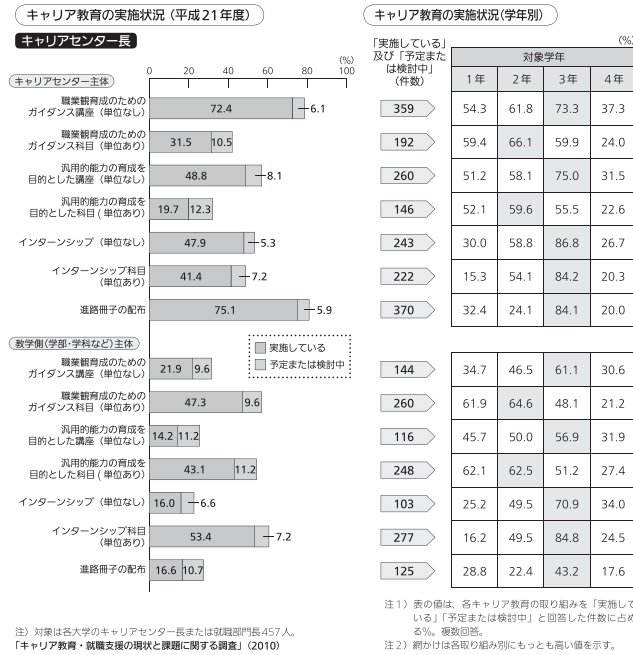 キャリア教育の実施状況（平成21年度）
キャリアセンター長
(%)
0 20 40 60 80 100
キャリアセンター主体
職業観育成のための
ガイダンス講座（単位なし） 72.4 6.1
職業観育成のための
ガイダンス科目（単位あり） 31.5 10.5
汎用的能力の育成を
目的とした講座（単位なし） 48.8 8.1
汎用的能力の育成を
目的とした科目(単位あり） 19.7 12.3
インターンシップ（単位なし） 47.9 5.3
インターンシップ科目
（単位あり） 41.4 7.2
進路冊子の配布 75.1 5.9
教学側(学部・学科など)主体
実施している
予定または検討中
職業観育成のための
ガイダンス講座（単位なし） 21.9 9.6
職業観育成のための
ガイダンス科目（単位あり） 47.3 9.6
汎用的能力の育成を
目的とした講座（単位なし） 14.2 11.2
汎用的能力の育成を
目的とした科目(単位あり） 43.1 11.2
インターンシップ（単位なし） 16.0 6.6
インターンシップ科目
（単位あり） 53.4 7.2
進路冊子の配布 16.6 10.7
注）対象は各大学のキャリアセンター長または就職部門長457人。
「キャリア教育・就職支援の現状と課題に関する調査」（2010）
キャリア教育の実施状況（学年別）
「実施している」
及び「予定また
は検討中」
（件数）
(%)
対象学年
1年 2年 3年 4年
359 54.3 61.8 73.3 37.3
192 59.4 66.1 59.9 24.0
260 51.2 58.1 75.0 31.5
146 52.1 59.6 55.5 22.6
243 30.0 58.8 86.8 26.7
222 15.3 54.1 84.2 20.3
370 32.4 24.1 84.1 20.0
144 34.7 46.5 61.1 30.6
260 61.9 64.6 48.1 21.2
116 45.7 50.0 56.9 31.9
248 62.1 62.5 51.2 27.4
103 25.2 49.5 70.9 34.0
277 16.2 49.5 84.8 24.5
125 28.8 22.4 43.2 17.6
注1）表の値は、各キャリア教育の取り組みを「実施して
いる」「予定または検討中」と回答した件数に占め
る％。複数回答。
注2）網かけは各取り組み別にもっとも高い値を示す。